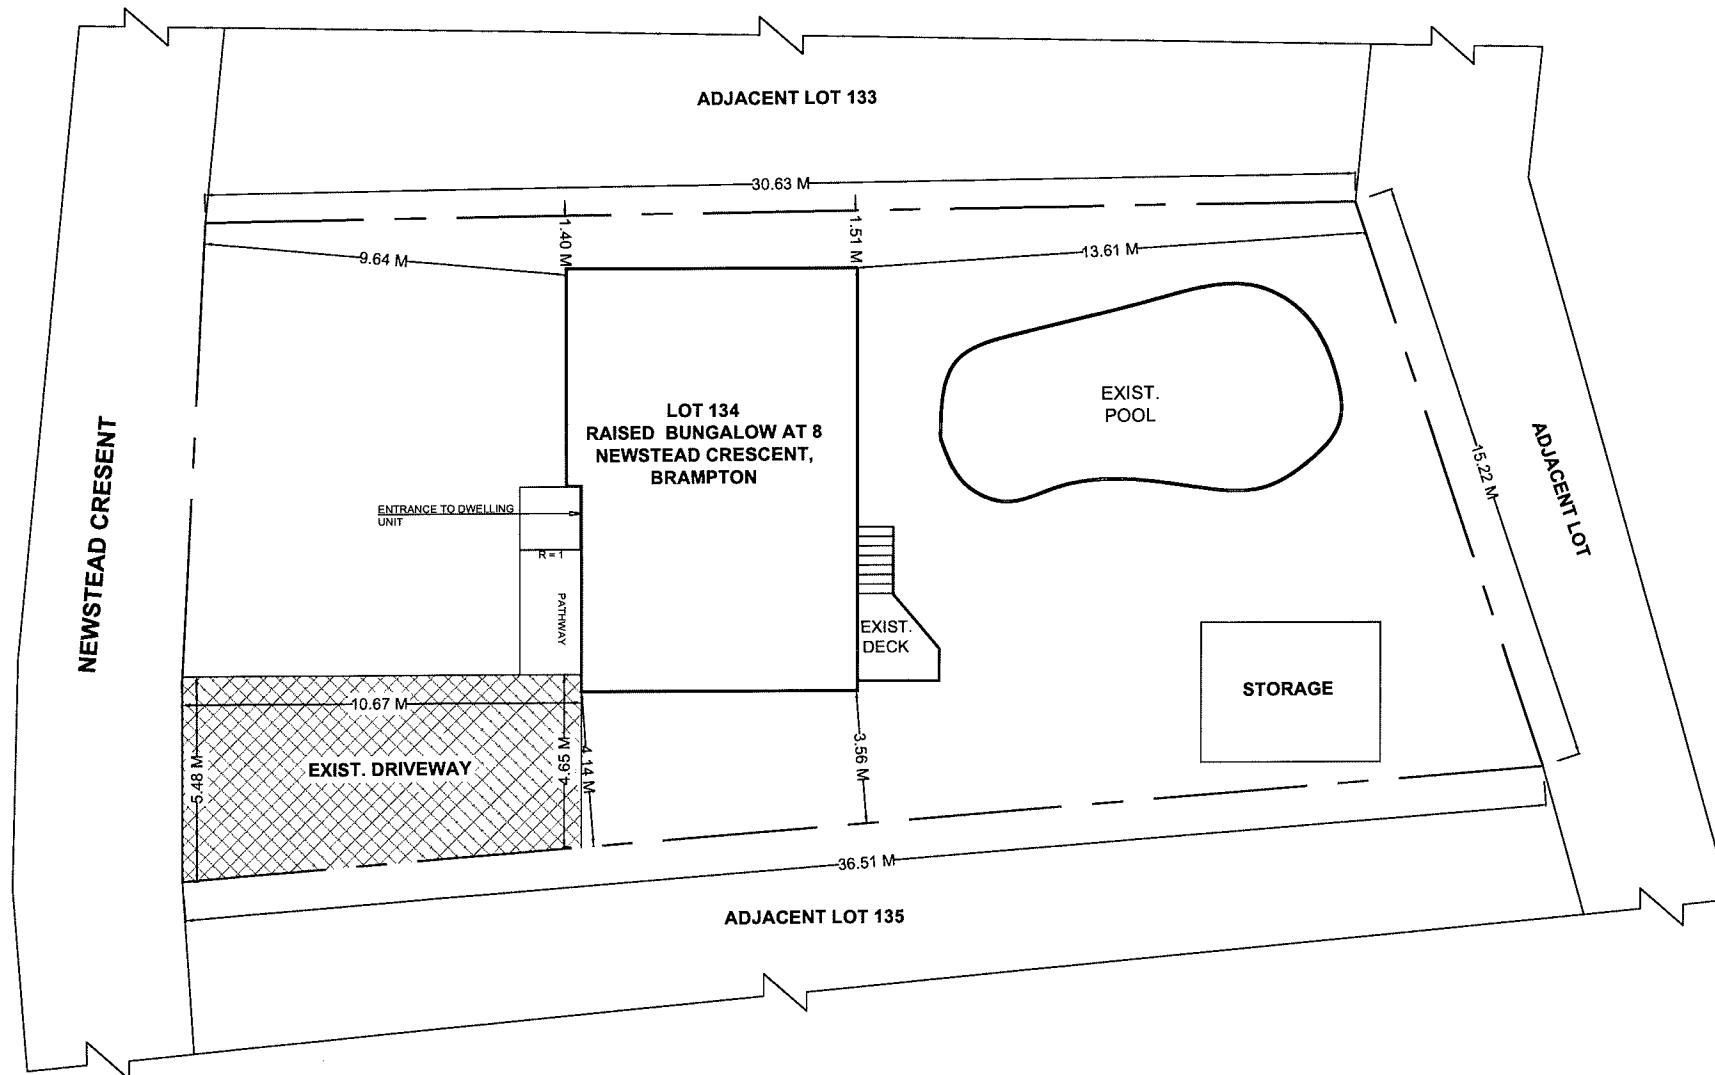 ADJACENT LOT 133
30.63 M
1.40 M
1.51 M
9.64 M
13.61 M
EXIST.
POOL
LOT 134
RAISED BUNGALOW AT 8
NEWSTEAD CRESCENT,
BRAMPTON
NEWSTEAD CRESENT
15.22 M
ADJACENT LOT
ENTRANCE TO DWELLING
UNIT
R = 1
PATHWAY
EXIST.
DECK
STORAGE
10.67 M
5.48 M
EXIST. DRIVEWAY
4.65 M
4.14 M
3.56 M
36.51 M
ADJACENT LOT 135